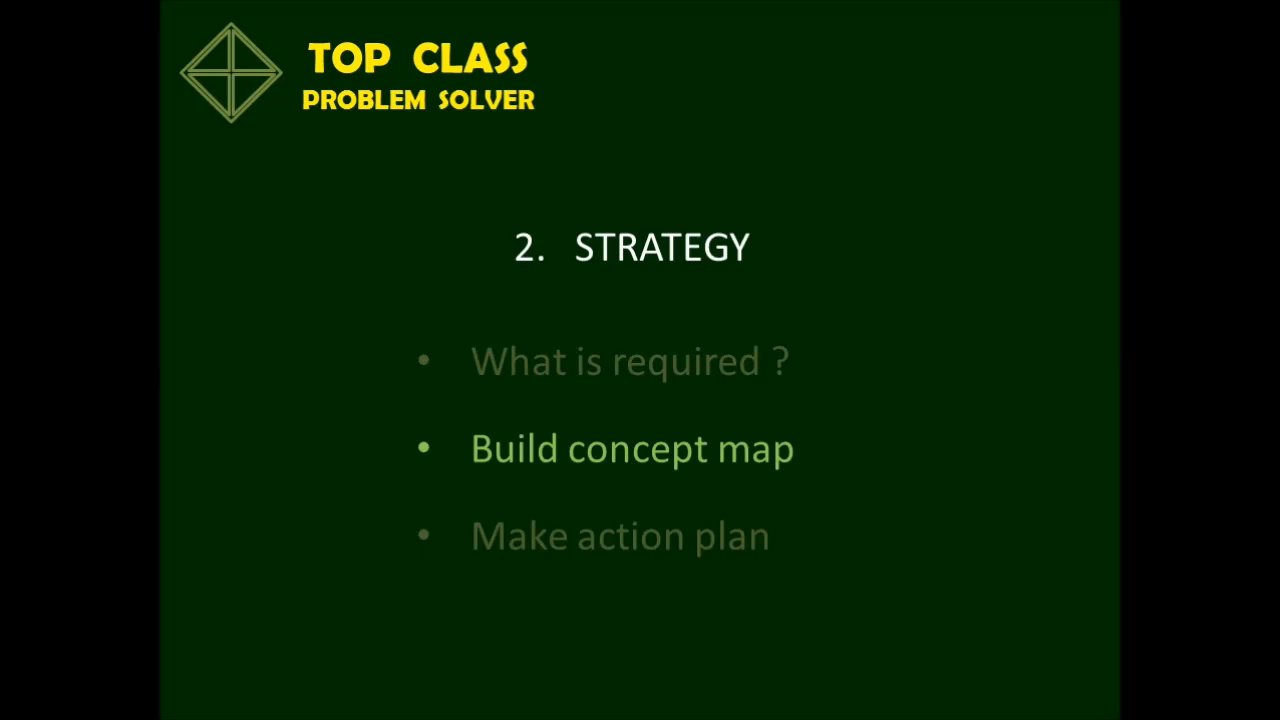 TOP CLASS
PROBLEM SOLVER
2. STRATEGY
• What is required ?
• Build concept map
• Make action plan